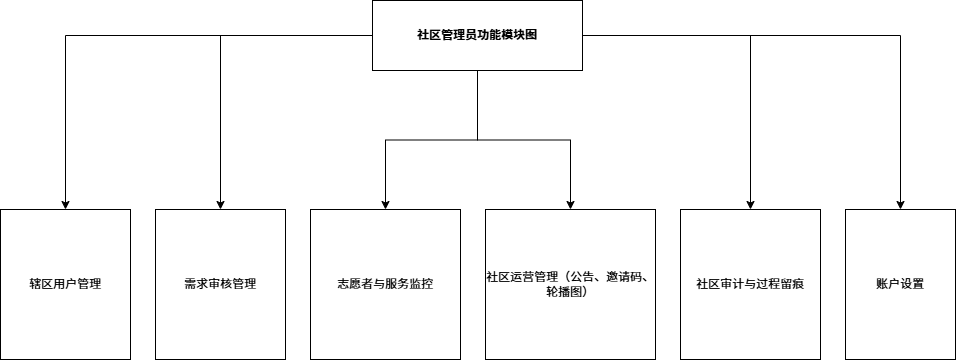 社区管理员功能模块图
辖区用户管理
需求审核管理
志愿者与服务监控
社区运营管理（公告、邀请码、
轮播图）
社区审计与过程留痕
账户设置